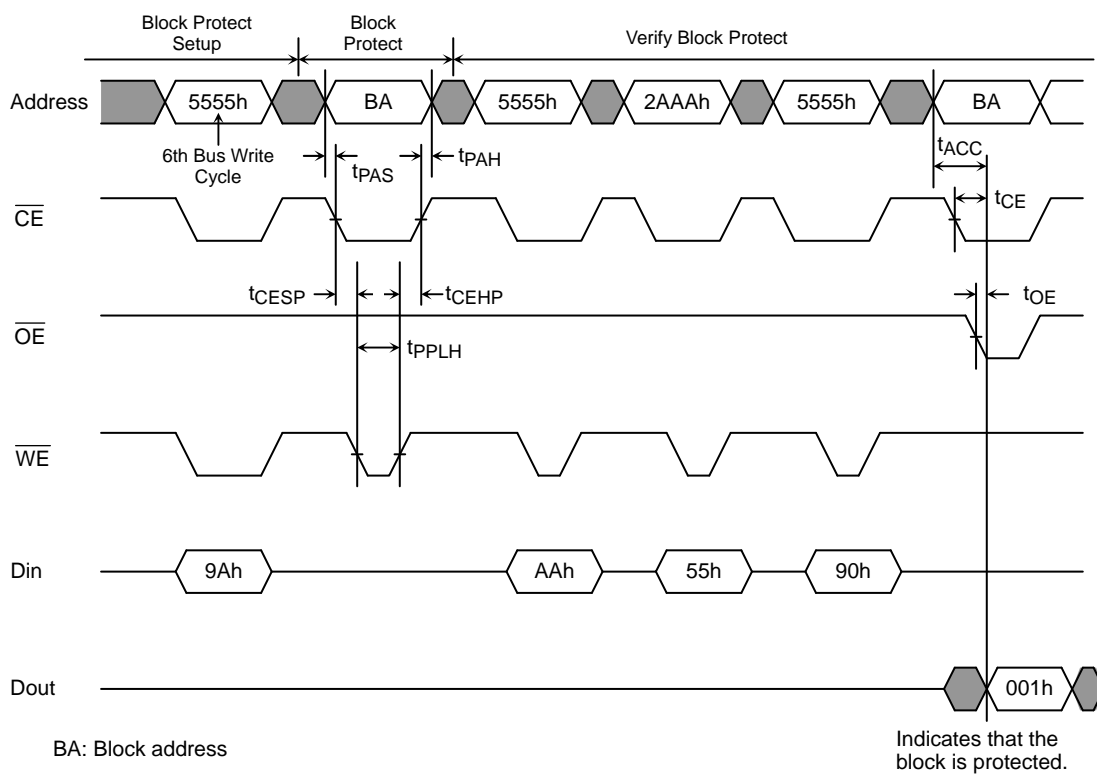 Block Protect
Setup
Block
Protect
Verify Block Protect
Address
5555h
BA
5555h
2AAAh
5555h
BA
6th Bus Write
Cycle
tPAS
tPAH
tACC
CE
tCE
tCESP
tCEHP
tOE
OE
tPPLH
WE
Din
9Ah
AAh
55h
90h
Dout
001h
BA: Block address
Indicates that the
block is protected.